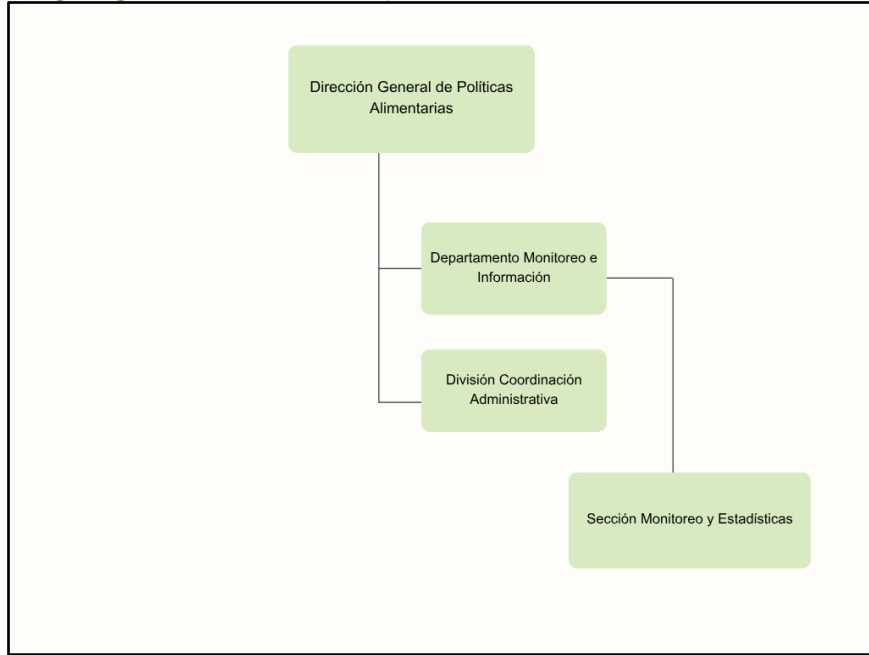 Dirección General de Políticas
Alimentarias
Departamento Monitoreo e
Información
División Coordinación
Administrativa
Sección Monitoreo y Estadísticas